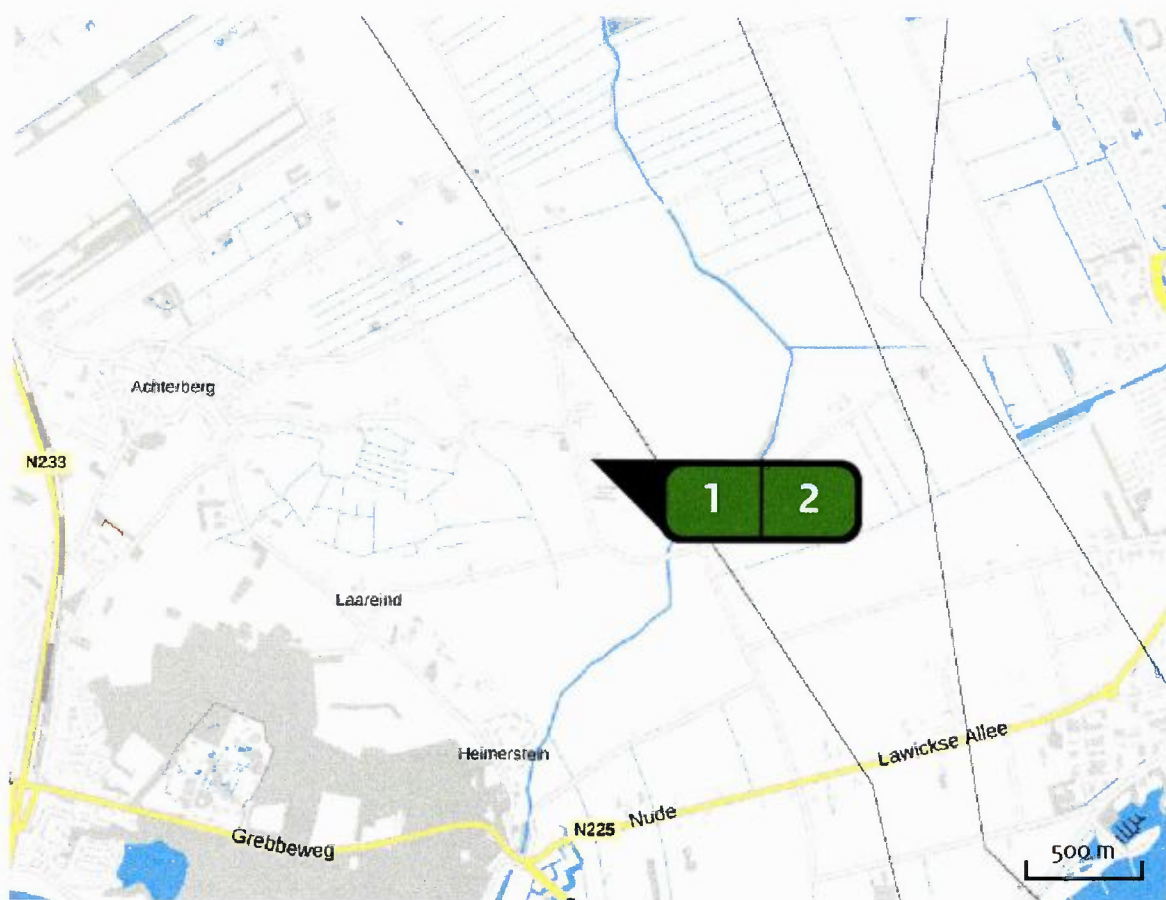 Achterberg
N233
1 2
Laareind
Heimerstein
Lawickse Allee
Nude
N225
Grebbeweg
500 m